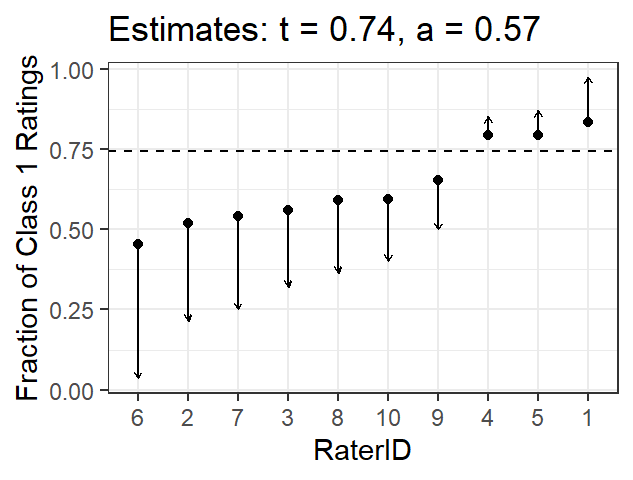 Estimates: t = 0.74, a = 0.57
Fraction of Class 1 Ratings
1.00
0.75
0.50
0.25
0.00
6 2 7 3 8 10 9 4 5 1
RaterID